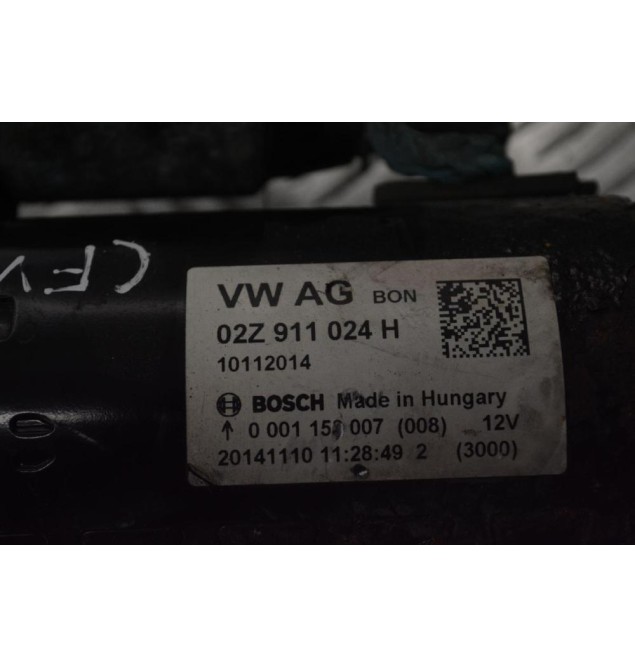 VW AG BON
02Z 911 024 H
10112014
BOSCH Made in Hungary
↑ 0 001 153 007 (008) 12V
20141110 11:28:49 2 (3000)